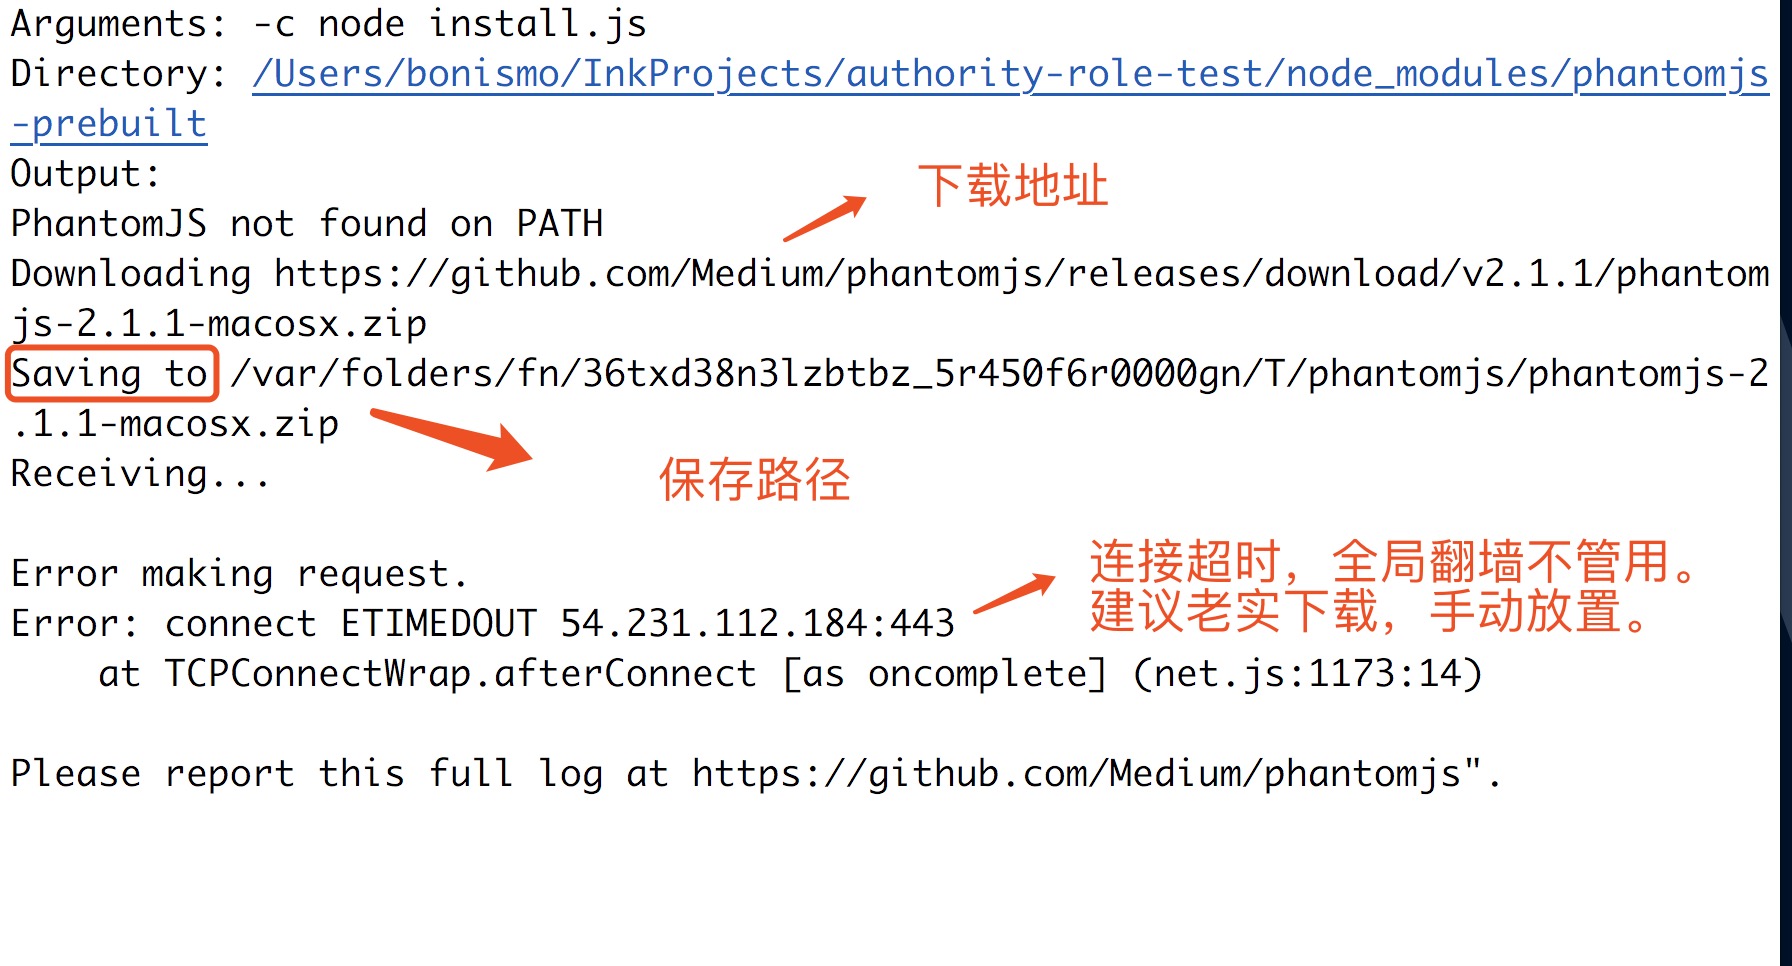 Arguments: -c node install.js
Directory: /Users/bonismo/InkProjects/authority-role-test/node_modules/phantomjs
-prebuilt
Output:
下载地址
PhantomJS not found on PATH
Downloading https://github.com/Medium/phantomjs/releases/download/v2.1.1/phantom
js-2.1.1-macosx.zip
Saving to /var/folders/fn/36txd38n3lzbtbz_5r450f6r0000gn/T/phantomjs/phantomjs-2
.1.1-macosx.zip
Receiving...
保存路径
连接超时，全局翻墙不管用。
建议老实下载，手动放置。
Error making request.
Error: connect ETIMEDOUT 54.231.112.184:443
at TCPConnectWrap.afterConnect [as oncomplete] (net.js:1173:14)
Please report this full log at https://github.com/Medium/phantomjs".